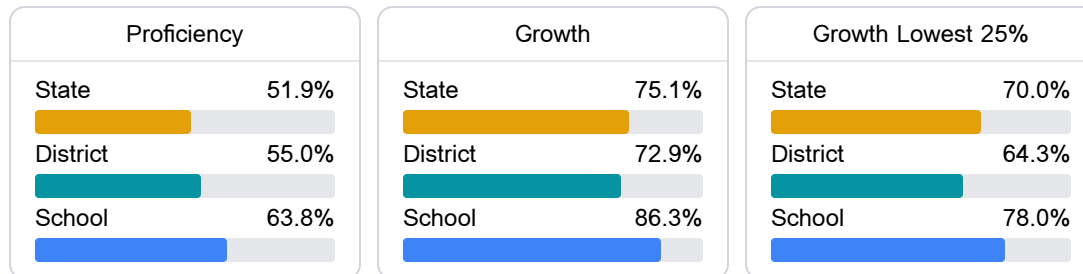 Proficiency
State 51.9%
District 55.0%
School 63.8%
Growth
State 75.1%
District 72.9%
School 86.3%
Growth Lowest 25%
State 70.0%
District 64.3%
School 78.0%